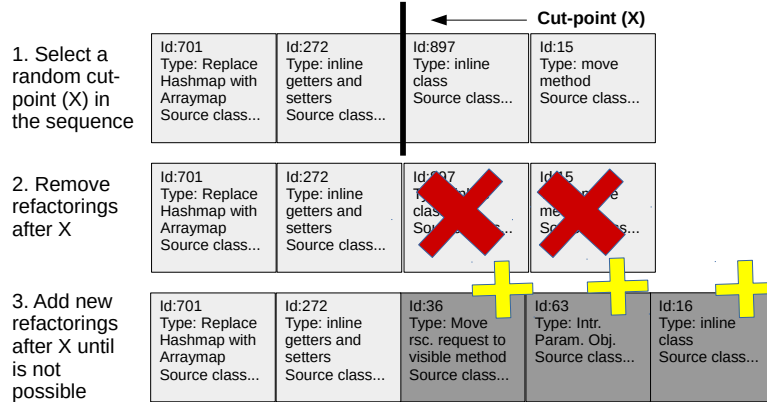 Cut-point (X)
1. Select a
random cut-
point (X) in
the sequence
Id:701
Type: Replace
Hashmap with
Arraymap
Source class...
Id:272
Type: inline
getters and
setters
Source class...
Id:897
Type: inline
class
Source class...
Id:15
Type: move
method
Source class...
2. Remove
refactorings
after X
Id:701
Type: Replace
Hashmap with
Arraymap
Source class...
Id:272
Type: inline
getters and
setters
Source class...
3. Add new
refactorings
after X until
is not
possible
Id:701
Type: Replace
Hashmap with
Arraymap
Source class...
Id:272
Type: inline
getters and
setters
Source class...
Id:36
Type: Move
rsc. request to
visible method
Source class...
Id:63
Type: Intr.
Param. Obj.
Source class...
Id:16
Type: inline
class
Source class...